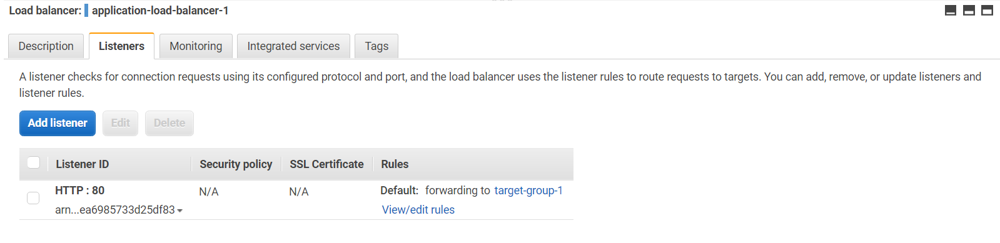 Load balancer: application-load-balancer-1
Description Listeners Monitoring Integrated services Tags
A listener checks for connection requests using its configured protocol and port, and the load balancer uses the listener rules to route requests to targets. You can add, remove, or update listeners and
listener rules.
Add listener Edit Delete
Listener ID Security policy SSL Certificate Rules
HTTP : 80 N/A N/A Default: forwarding to target-group-1
arn...ea6985733d25df83 View/edit rules